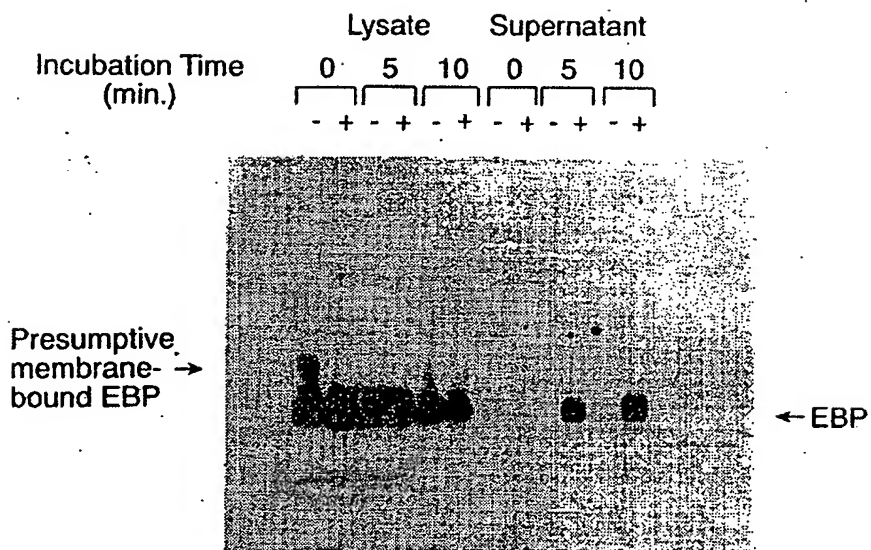 Lysate Supernatant
Incubation Time 0 5 10 0 5 10
(min.)
- + - + - + - + - + - +
Presumptive
membrane- →
bound EBP
← EBP